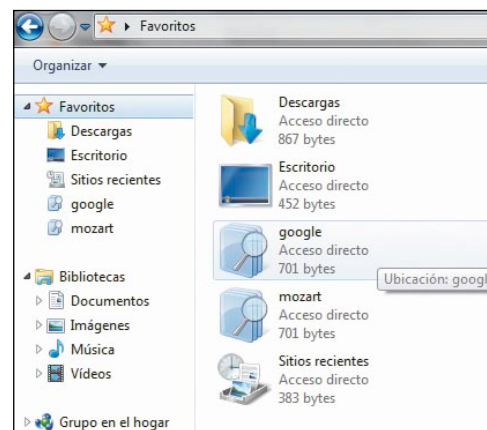 Favoritos
Organizar
Favoritos
Descargas
Escritorio
Sitios recientes
google
mozart
Bibliotecas
Documentos
Imágenes
Música
Vídeos
Grupo en el hogar
Descargas
Acceso directo
867 bytes
Escritorio
Acceso directo
452 bytes
google
Acceso directo
701 bytes
Ubicación: googl
mozart
Acceso directo
701 bytes
Sitios recientes
Acceso directo
383 bytes